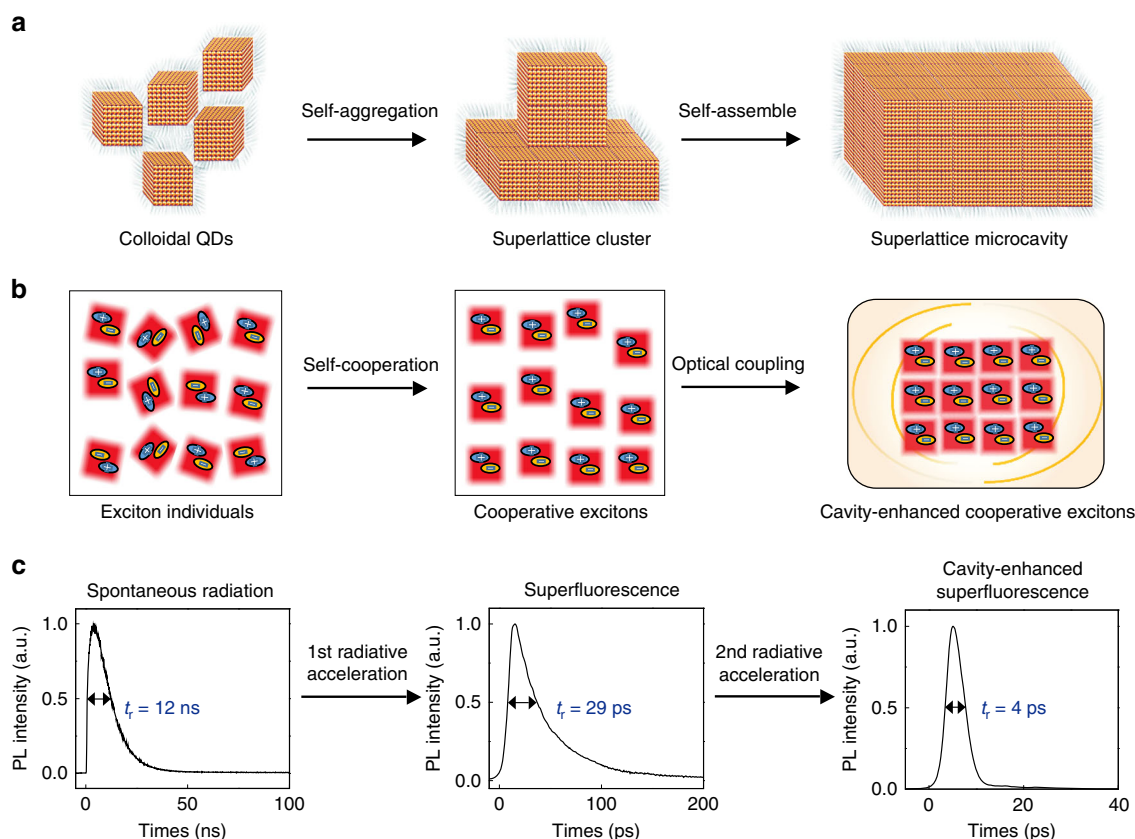 a
Self-aggregation
Self-assemble
Colloidal QDs
Superlattice cluster
Superlattice microcavity
b
Self-cooperation
Optical coupling
Exciton individuals
Cooperative excitons
Cavity-enhanced cooperative excitons
c
Spontaneous radiation
PL intensity (a.u.)
1.0
0.5
0.0
tr = 12 ns
0
50
100
Times (ns)
1st radiative
acceleration
Superfluorescence
PL intensity (a.u.)
1.0
0.5
0.0
tr = 29 ps
0
100
200
Times (ps)
2nd radiative
acceleration
Cavity-enhanced
superfluorescence
PL intensity (a.u.)
1.0
0.5
0.0
tr = 4 ps
0
20
40
Times (ps)